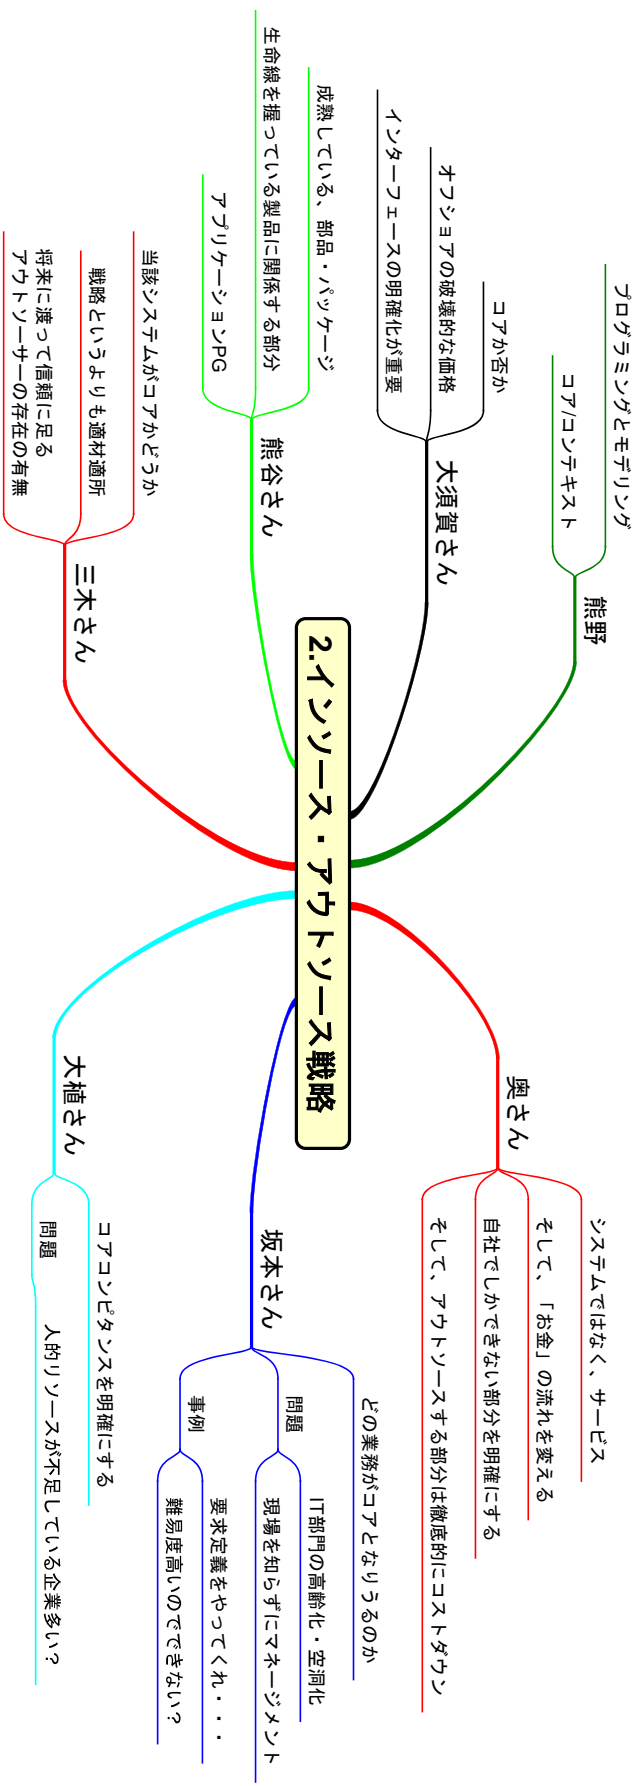 2.インソース・アウトソース戦略
奥さん
システムではなく、サービス
そして、「お金」の流れを変える
自社でしかできない部分を明確にする
そして、アウトソースする部分は徹底的にコストダウン
坂本さん
どの業務がコアとなりうるのか
問題
IT部門の高齢化・空洞化
現場を知らずにマネージメント
事例
要求定義をやってくれ・・・
難易度高いのでできない？
大植さん
コアコンピタンスを明確にする
問題
人的リソースが不足している企業多い？
熊野
プログラミングとモデリング
コア/コンテキスト
大須賀さん
コアか否か
オフショアの破壊的な価格
インターフェースの明確化が重要
熊谷さん
成熟している、部品・パッケージ
生命線を握っている製品に関係する部分
アプリケーションPG
三木さん
当該システムがコアかどうか
戦略というよりも適材適所
将来に渡って信頼に足る
アウトソーサーの存在の有無